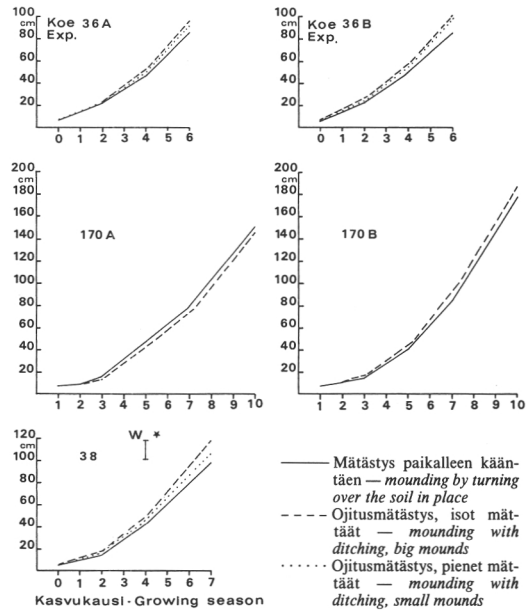 100
cm
80
60
40
20
Koe 36A
Exp.
0 1 2 3 4 5 6
100
cm
80
60
40
20
Koe 36B
Exp.
0 1 2 3 4 5 6
200
cm
180
160
140
120
100
80
60
40
20
170A
1 2 3 4 5 6 7 8 9 10
200
cm
180
160
140
120
100
80
60
40
20
170B
1 2 3 4 5 6 7 8 9 10
120
cm
100
80
60
40
20
38
W *
0 1 2 3 4 5 6 7
Kasvukausi - Growing season
Mätästys paikalleen kään-
täen — mounding by turning
over the soil in place
Ojitusmätästys, isot mät-
täät — mounding with
ditching, big mounds
Ojitusmätästys, pienet mät-
täät — mounding with
ditching, small mounds